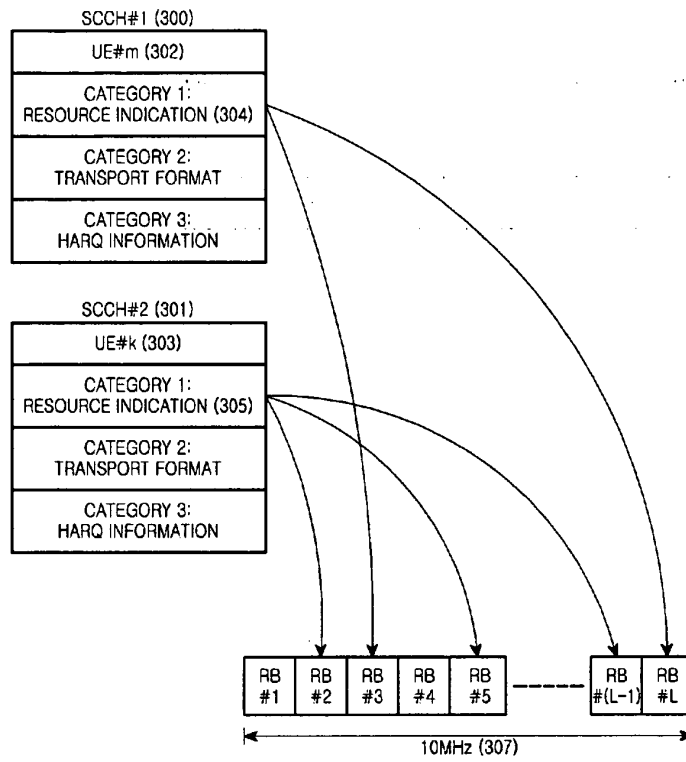 SCCH#1 (300)
UE#m (302)
CATEGORY 1:
RESOURCE INDICATION (304)
CATEGORY 2:
TRANSPORT FORMAT
CATEGORY 3:
HARQ INFORMATION
SCCH#2 (301)
UE#k (303)
CATEGORY 1:
RESOURCE INDICATION (305)
CATEGORY 2:
TRANSPORT FORMAT
CATEGORY 3:
HARQ INFORMATION
RB #1
RB #2
RB #3
RB #4
RB #5
RB #(L-1)
RB #L
10MHz (307)